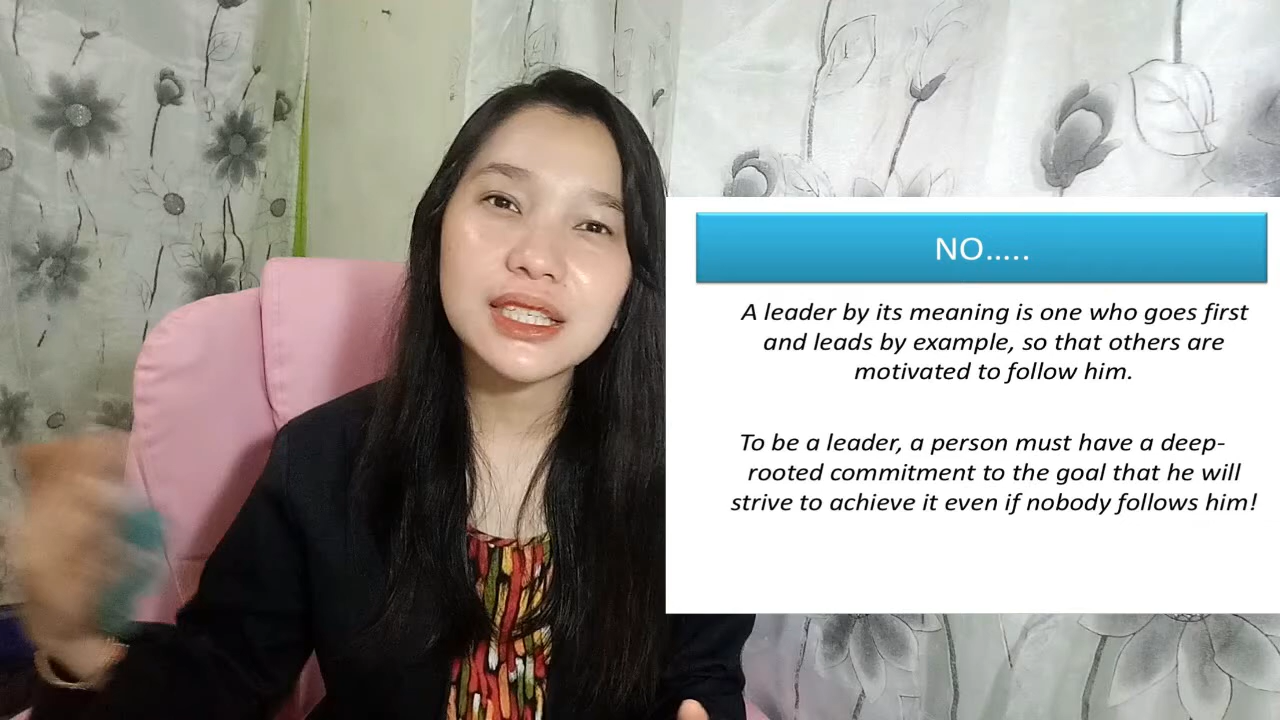 NO.....
A leader by its meaning is one who goes first
and leads by example, so that others are
motivated to follow him.
To be a leader, a person must have a deep-
rooted commitment to the goal that he will
strive to achieve it even if nobody follows him!